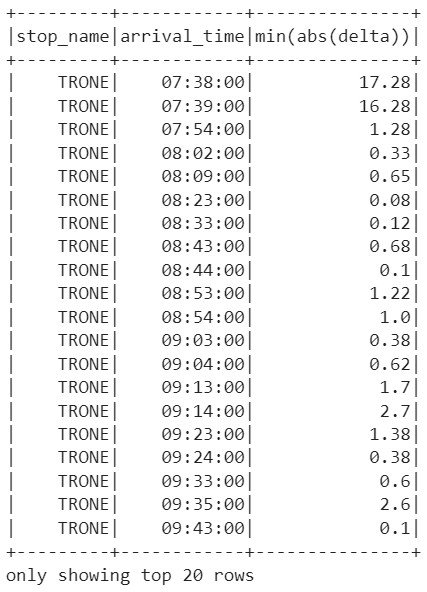 +---------+------------+---------------+
|stop_name|arrival_time|min(abs(delta))|
+---------+------------+---------------+
|    TRONE|    07:38:00|          17.28|
|    TRONE|    07:39:00|          16.28|
|    TRONE|    07:54:00|           1.28|
|    TRONE|    08:02:00|           0.33|
|    TRONE|    08:09:00|           0.65|
|    TRONE|    08:23:00|           0.08|
|    TRONE|    08:33:00|           0.12|
|    TRONE|    08:43:00|           0.68|
|    TRONE|    08:44:00|            0.1|
|    TRONE|    08:53:00|           1.22|
|    TRONE|    08:54:00|            1.0|
|    TRONE|    09:03:00|           0.38|
|    TRONE|    09:04:00|           0.62|
|    TRONE|    09:13:00|            1.7|
|    TRONE|    09:14:00|            2.7|
|    TRONE|    09:23:00|           1.38|
|    TRONE|    09:24:00|           0.38|
|    TRONE|    09:33:00|            0.6|
|    TRONE|    09:35:00|            2.6|
|    TRONE|    09:43:00|            0.1|
+---------+------------+---------------+
only showing top 20 rows